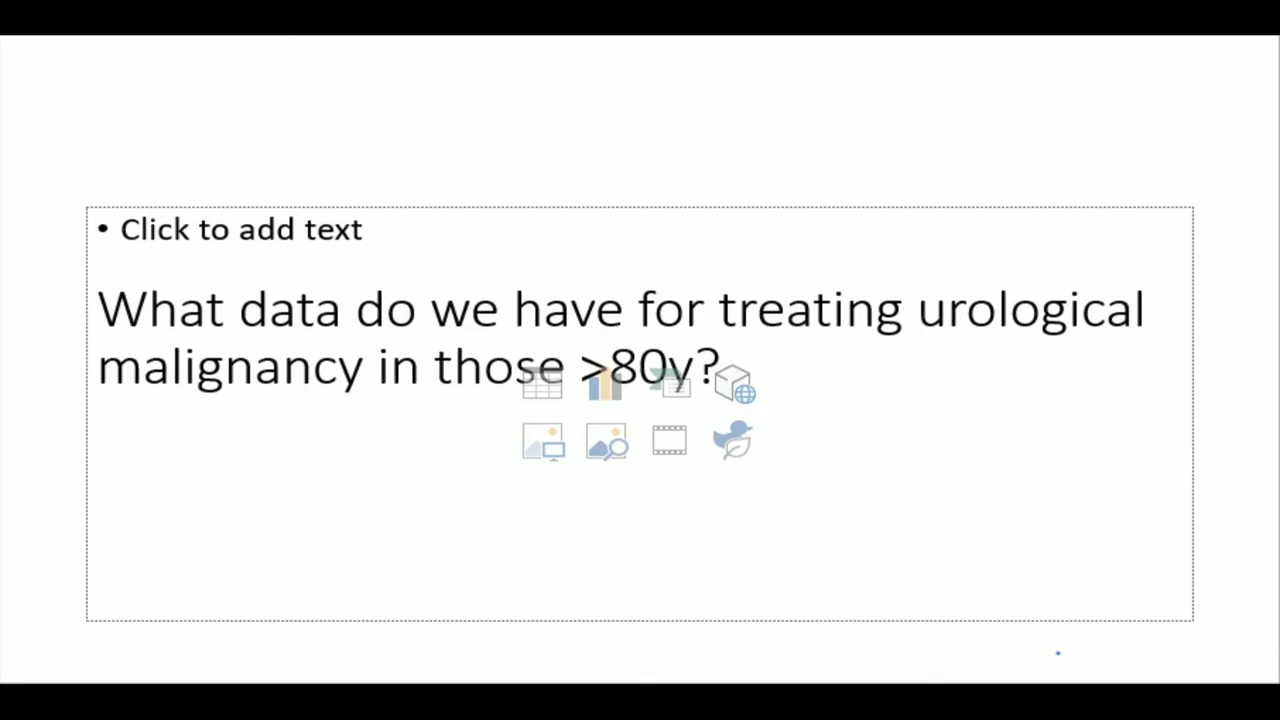 • Click to add text
What data do we have for treating urological
malignancy in those >80y?